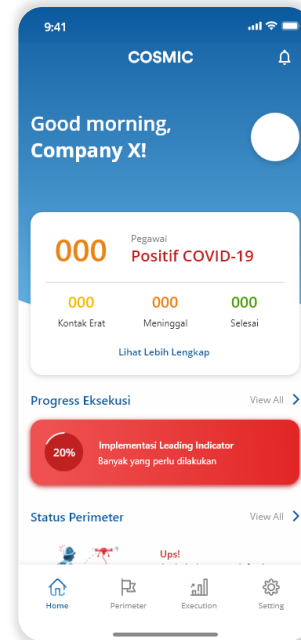 9:41
COSMIC
Good morning,
Company X!
Pegawai
000 Positif COVID-19
000 000 000
Kontak Erat Meninggal Selesai
Lihat Lebih Lengkap
Progress Eksekusi View All
20%
Implementasi Leading Indicator
Banyak yang perlu dilakukan
Status Perimeter View All
Ups!
Home Perimeter Execution Setting